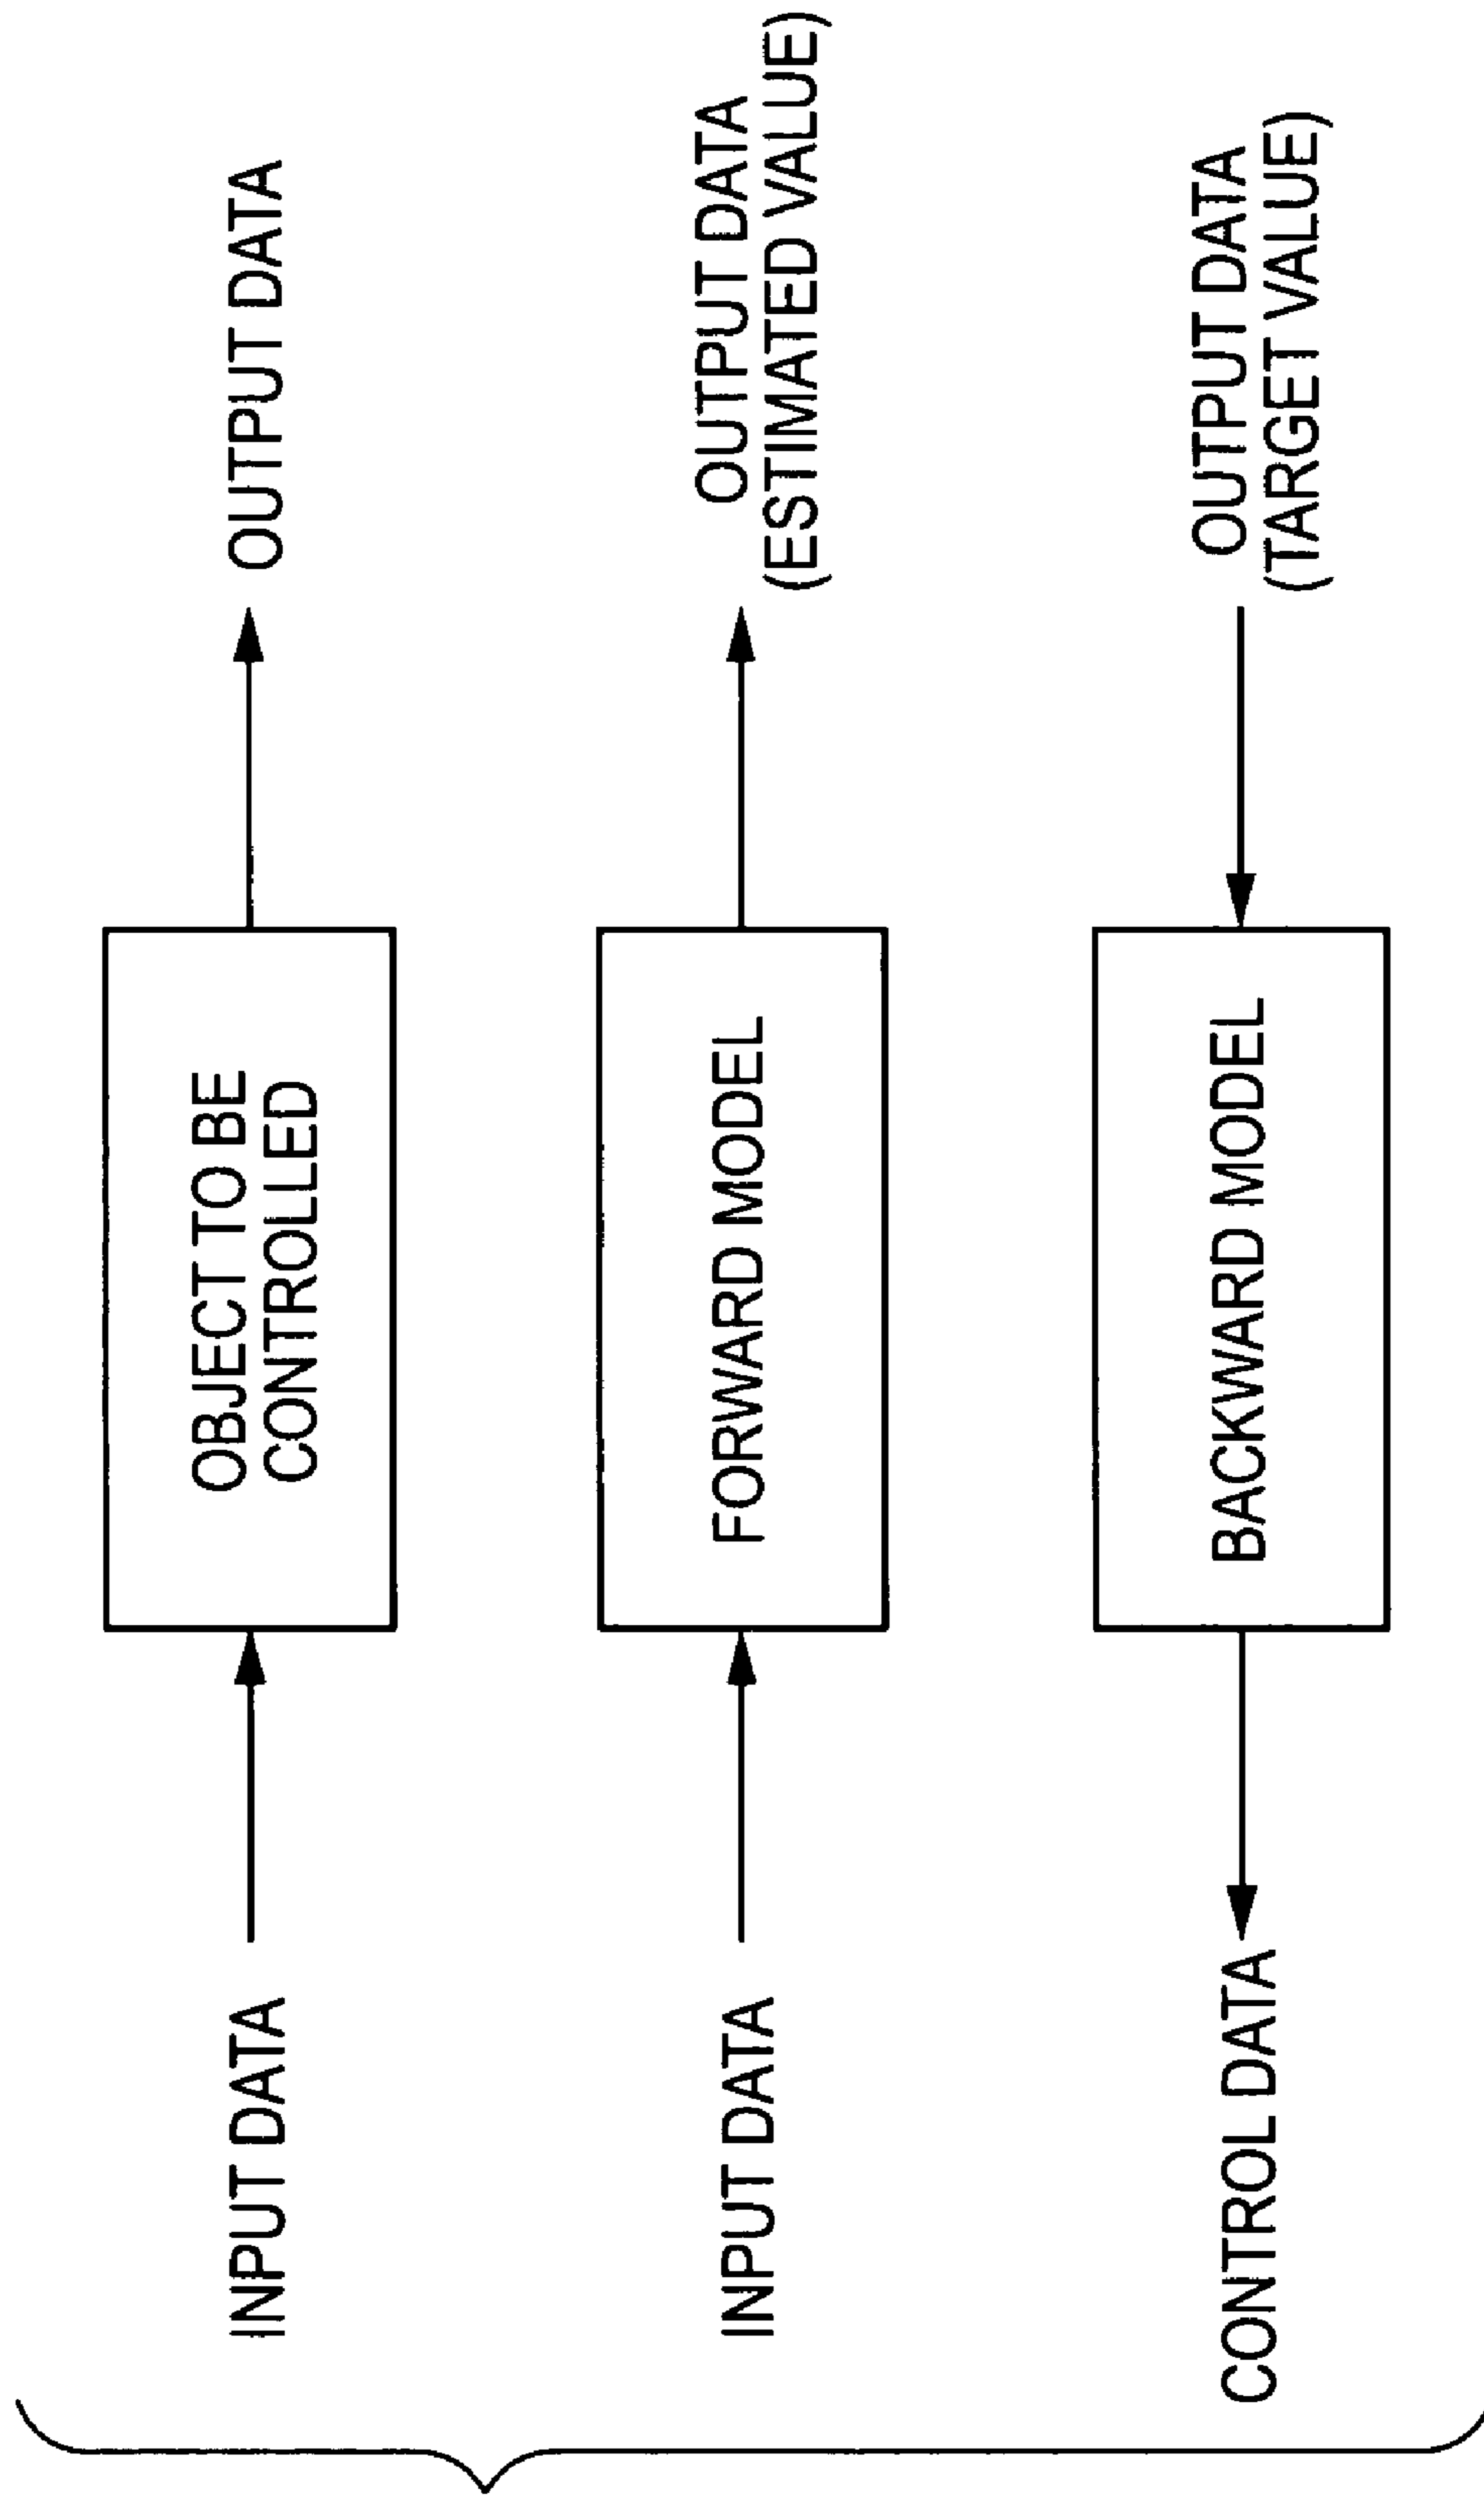 INPUT DATA
OBJECT TO BE
CONTROLLED
OUTPUT DATA
INPUT DATA
FORWARD MODEL
OUTPUT DATA
(ESTIMATED VALUE)
CONTROL DATA
BACKWARD MODEL
OUTPUT DATA
(TARGET VALUE)